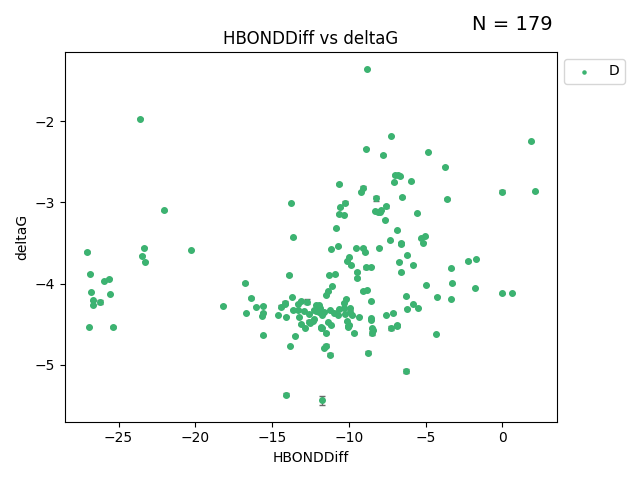 N = 179
HBONDDiff vs deltaG
D
deltaG
−2
−3
−4
−5
−25
−20
−15
−10
−5
0
HBONDDiff